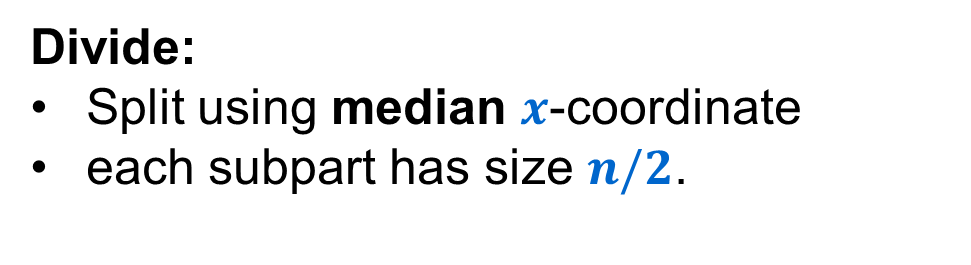 Divide:
• Split using median x-coordinate
• each subpart has size n/2.